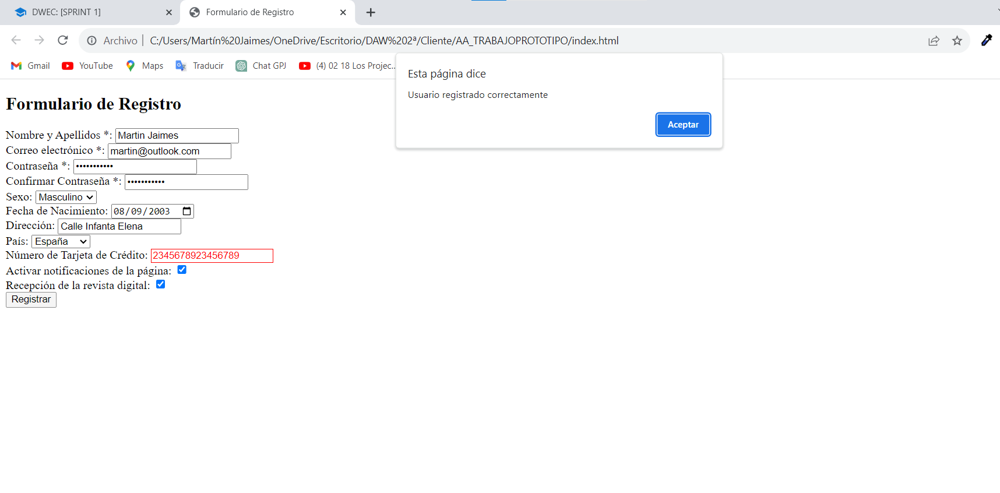 DWEC: [SPRINT 1]
Formulario de Registro
Archivo
C:/Users/Martín%20Jaimes/OneDrive/Escritorio/DAW%202ª/Cliente/AA_TRABAJOPROTOTIPO/index.html
Gmail
YouTube
Maps
Traducir
Chat GPJ
(4) 02 18 Los Projec...
Esta página dice
Usuario registrado correctamente
Aceptar
Formulario de Registro
Nombre y Apellidos *: Martin Jaimes
Correo electrónico *: martin@outlook.com
Contraseña *: •••••••••••
Confirmar Contraseña *: •••••••••••
Sexo: Masculino
Fecha de Nacimiento: 08/09/2003
Dirección: Calle Infanta Elena
País: España
Número de Tarjeta de Crédito: 2345678923456789
Activar notificaciones de la página:
Recepción de la revista digital:
Registrar